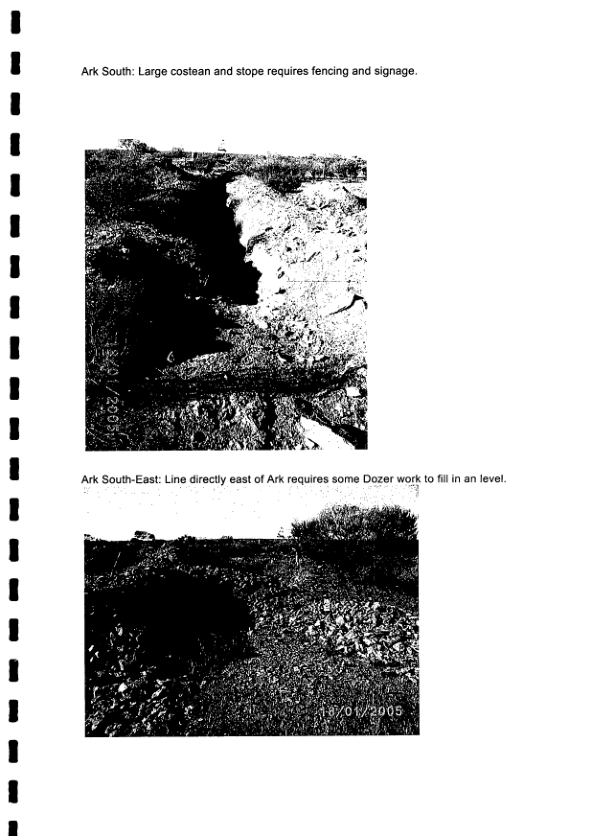 Ark South: Large costean and stope requires fencing and signage.
18/01/2005
Ark South-East: Line directly east of Ark requires some Dozer work to fill in an level.
18/01/2005